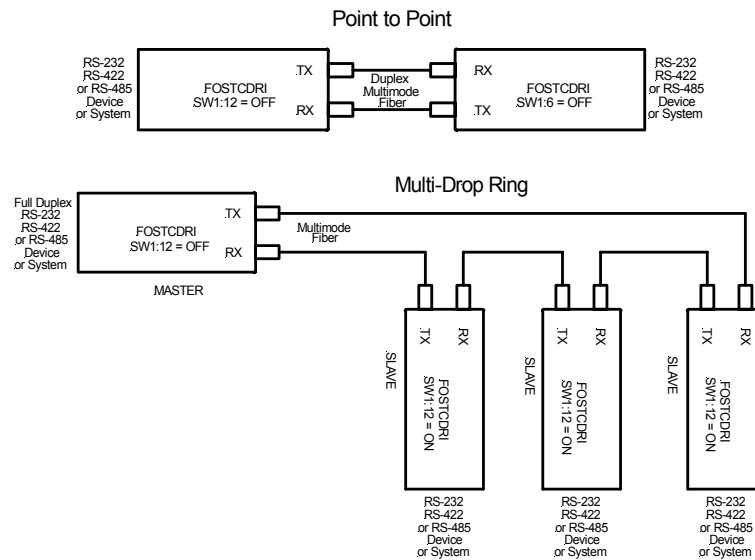 Point to Point
RS-232
RS-422
or RS-485
Device
or System
FOSTCDRI
SW1:12 = OFF
TX
RX
Duplex
Multimode
Fiber
RX
TX
FOSTCDRI
SW1:6 = OFF
RS-232
RS-422
or RS-485
Device
or System
Multi-Drop Ring
Full Duplex
RS-232
RS-422
or RS-485
Device
or System
FOSTCDRI
SW1:12 = OFF
TX
RX
Multimode
Fiber
MASTER
TX
RX
SLAVE
FOSTCDRI
SW1:12 = ON
RS-232
RS-422
or RS-485
Device
or System
TX
RX
SLAVE
FOSTCDRI
SW1:12 = ON
RS-232
RS-422
or RS-485
Device
or System
TX
RX
SLAVE
FOSTCDRI
SW1:12 = ON
RS-232
RS-422
or RS-485
Device
or System